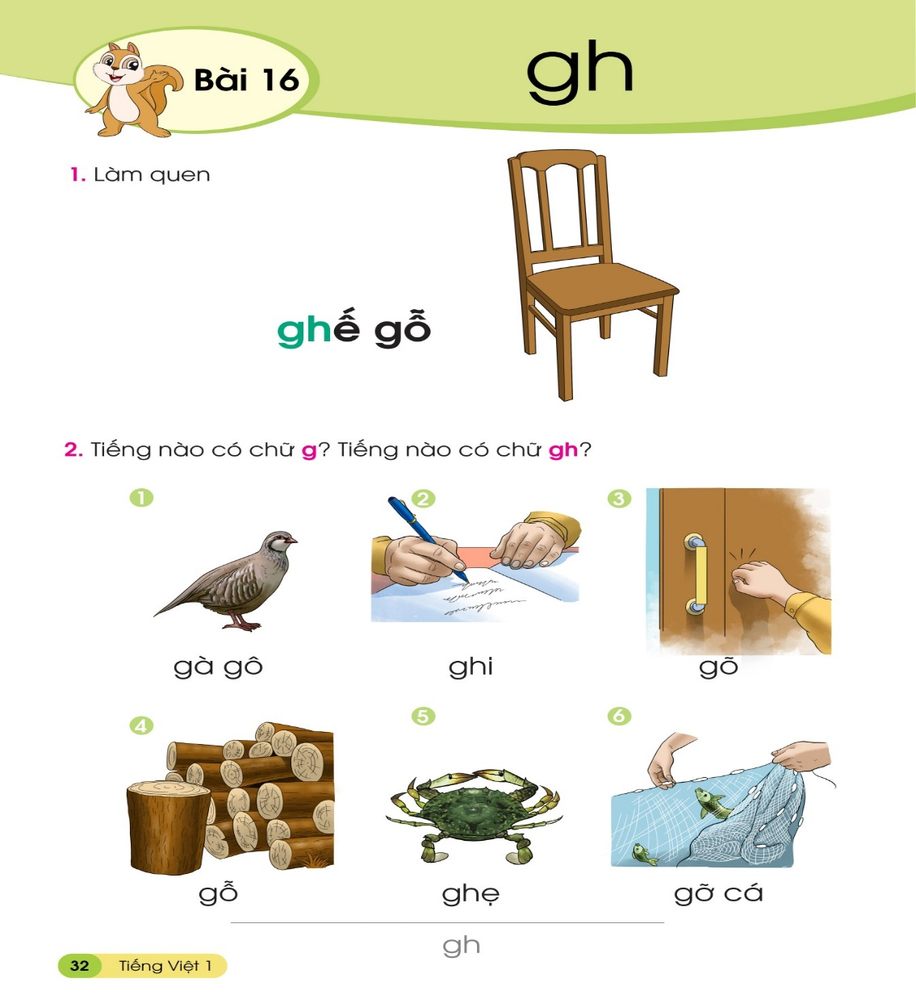 Bài 16
gh
1. Làm quen
ghế gỗ
2. Tiếng nào có chữ g? Tiếng nào có chữ gh?
1
2
3
gà gô
ghi
gõ
4
5
6
gỗ
ghẹ
gỡ cá
gh
32 Tiếng Việt 1